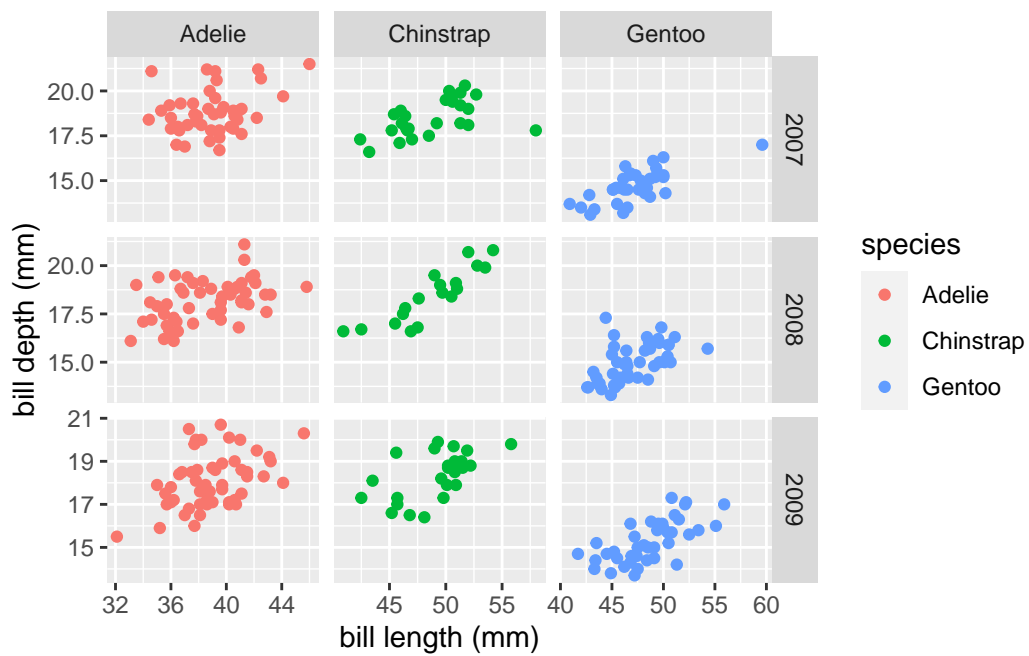 Adelie Chinstrap Gentoo
20.0
17.5
15.0
2007
20.0
17.5
15.0
2008
21
19
17
15
2009
32 36 40 44 45 50 55 40 45 50 55 60
bill length (mm)
bill depth (mm)
species
Adelie
Chinstrap
Gentoo